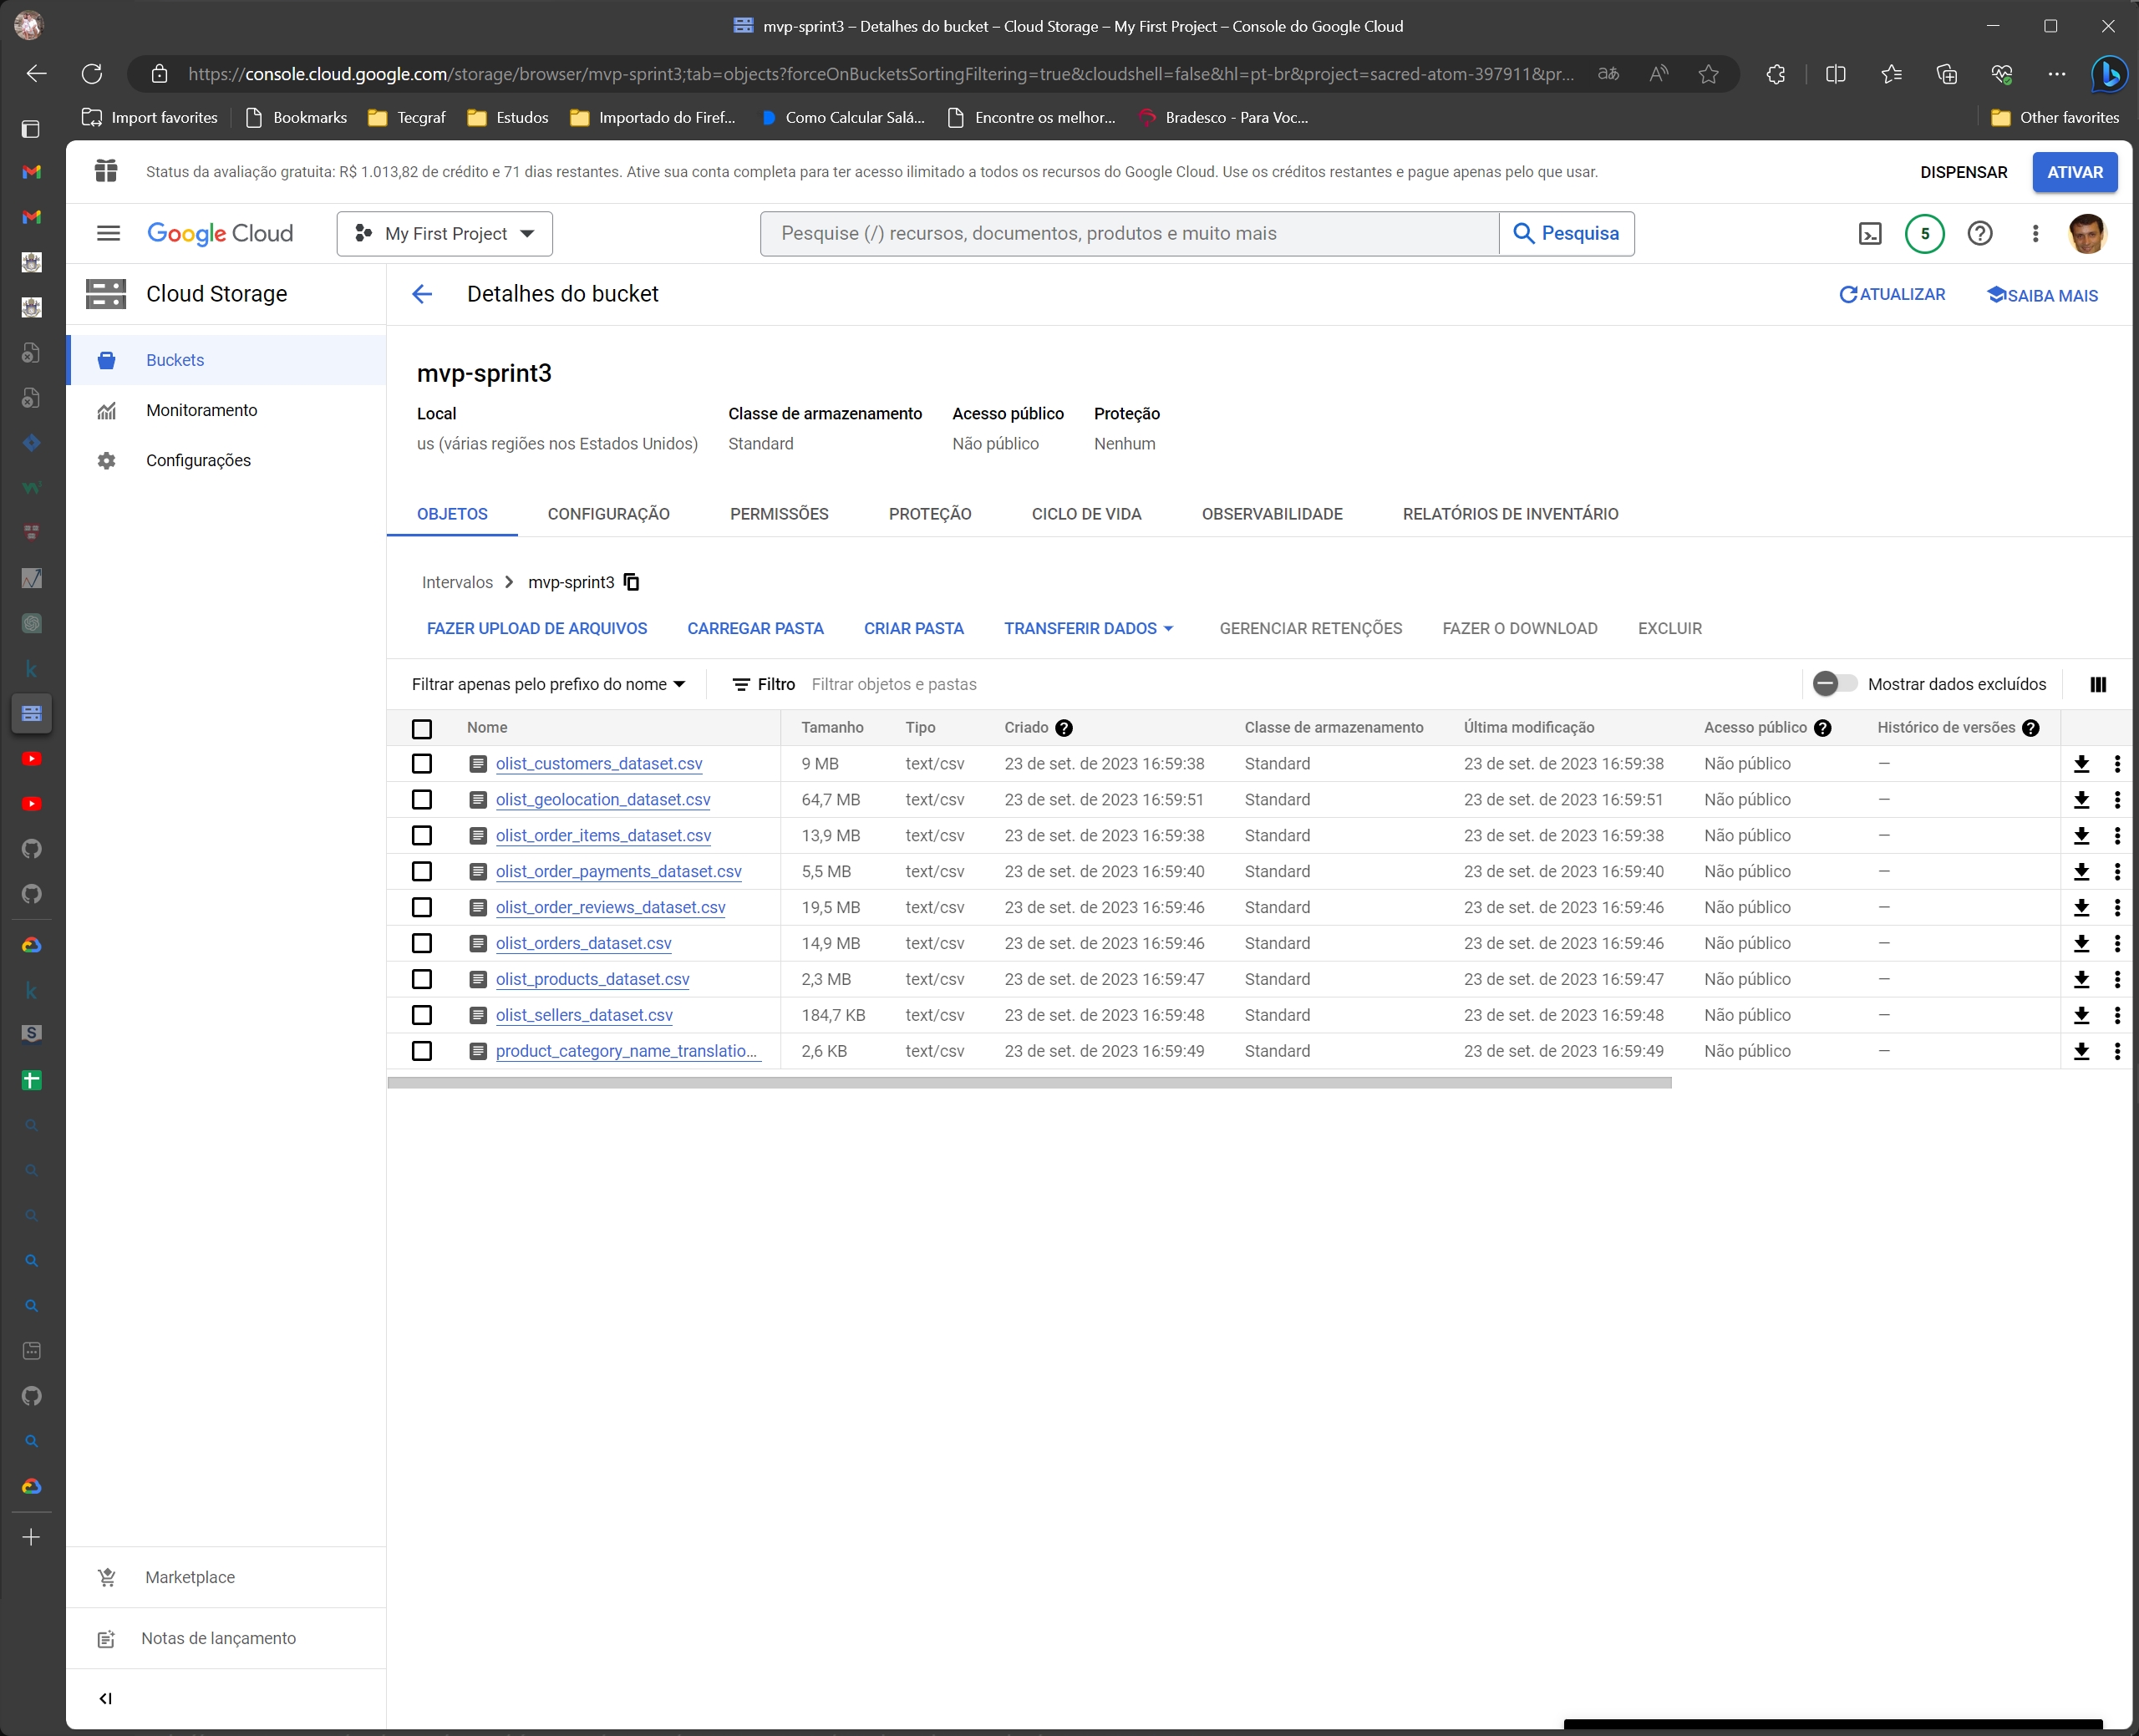 mvp-sprint3 – Detalhes do bucket – Cloud Storage – My First Project – Console do Google Cloud
https://console.cloud.google.com/storage/browser/mvp-sprint3;tab=objects?forceOnBucketsSortingFiltering=true&cloudshell=false&hl=pt-br&project=sacred-atom-397911&pr...
Import favorites Bookmarks Tecgraf Estudos Importado do Firef... Como Calcular Salá... Encontre os melhor... Bradesco - Para Voc... Other favorites
Status da avaliação gratuita: R$ 1.013,82 de crédito e 71 dias restantes. Ative sua conta completa para ter acesso ilimitado a todos os recursos do Google Cloud. Use os créditos restantes e pague apenas pelo que usar. DISPENSAR ATIVAR
Google Cloud My First Project Pesquise (/) recursos, documentos, produtos e muito mais Pesquisa 5
Cloud Storage Detalhes do bucket ATUALIZAR SAIBA MAIS
Buckets
Monitoramento
Configurações
mvp-sprint3
Local Classe de armazenamento Acesso público Proteção
us (várias regiões nos Estados Unidos) Standard Não público Nenhum
OBJETOS CONFIGURAÇÃO PERMISSÕES PROTEÇÃO CICLO DE VIDA OBSERVABILIDADE RELATÓRIOS DE INVENTÁRIO
Intervalos > mvp-sprint3
FAZER UPLOAD DE ARQUIVOS CARREGAR PASTA CRIAR PASTA TRANSFERIR DADOS GERENCIAR RETENÇÕES FAZER O DOWNLOAD EXCLUIR
Filtrar apenas pelo prefixo do nome Filtro Filtrar objetos e pastas Mostrar dados excluídos
Nome Tamanho Tipo Criado Classe de armazenamento Última modificação Acesso público Histórico de versões
olist_customers_dataset.csv 9 MB text/csv 23 de set. de 2023 16:59:38 Standard 23 de set. de 2023 16:59:38 Não público —
olist_geolocation_dataset.csv 64,7 MB text/csv 23 de set. de 2023 16:59:51 Standard 23 de set. de 2023 16:59:51 Não público —
olist_order_items_dataset.csv 13,9 MB text/csv 23 de set. de 2023 16:59:38 Standard 23 de set. de 2023 16:59:38 Não público —
olist_order_payments_dataset.csv 5,5 MB text/csv 23 de set. de 2023 16:59:40 Standard 23 de set. de 2023 16:59:40 Não público —
olist_order_reviews_dataset.csv 19,5 MB text/csv 23 de set. de 2023 16:59:46 Standard 23 de set. de 2023 16:59:46 Não público —
olist_orders_dataset.csv 14,9 MB text/csv 23 de set. de 2023 16:59:46 Standard 23 de set. de 2023 16:59:46 Não público —
olist_products_dataset.csv 2,3 MB text/csv 23 de set. de 2023 16:59:47 Standard 23 de set. de 2023 16:59:47 Não público —
olist_sellers_dataset.csv 184,7 KB text/csv 23 de set. de 2023 16:59:48 Standard 23 de set. de 2023 16:59:48 Não público —
product_category_name_translatio... 2,6 KB text/csv 23 de set. de 2023 16:59:49 Standard 23 de set. de 2023 16:59:49 Não público —
Marketplace
Notas de lançamento